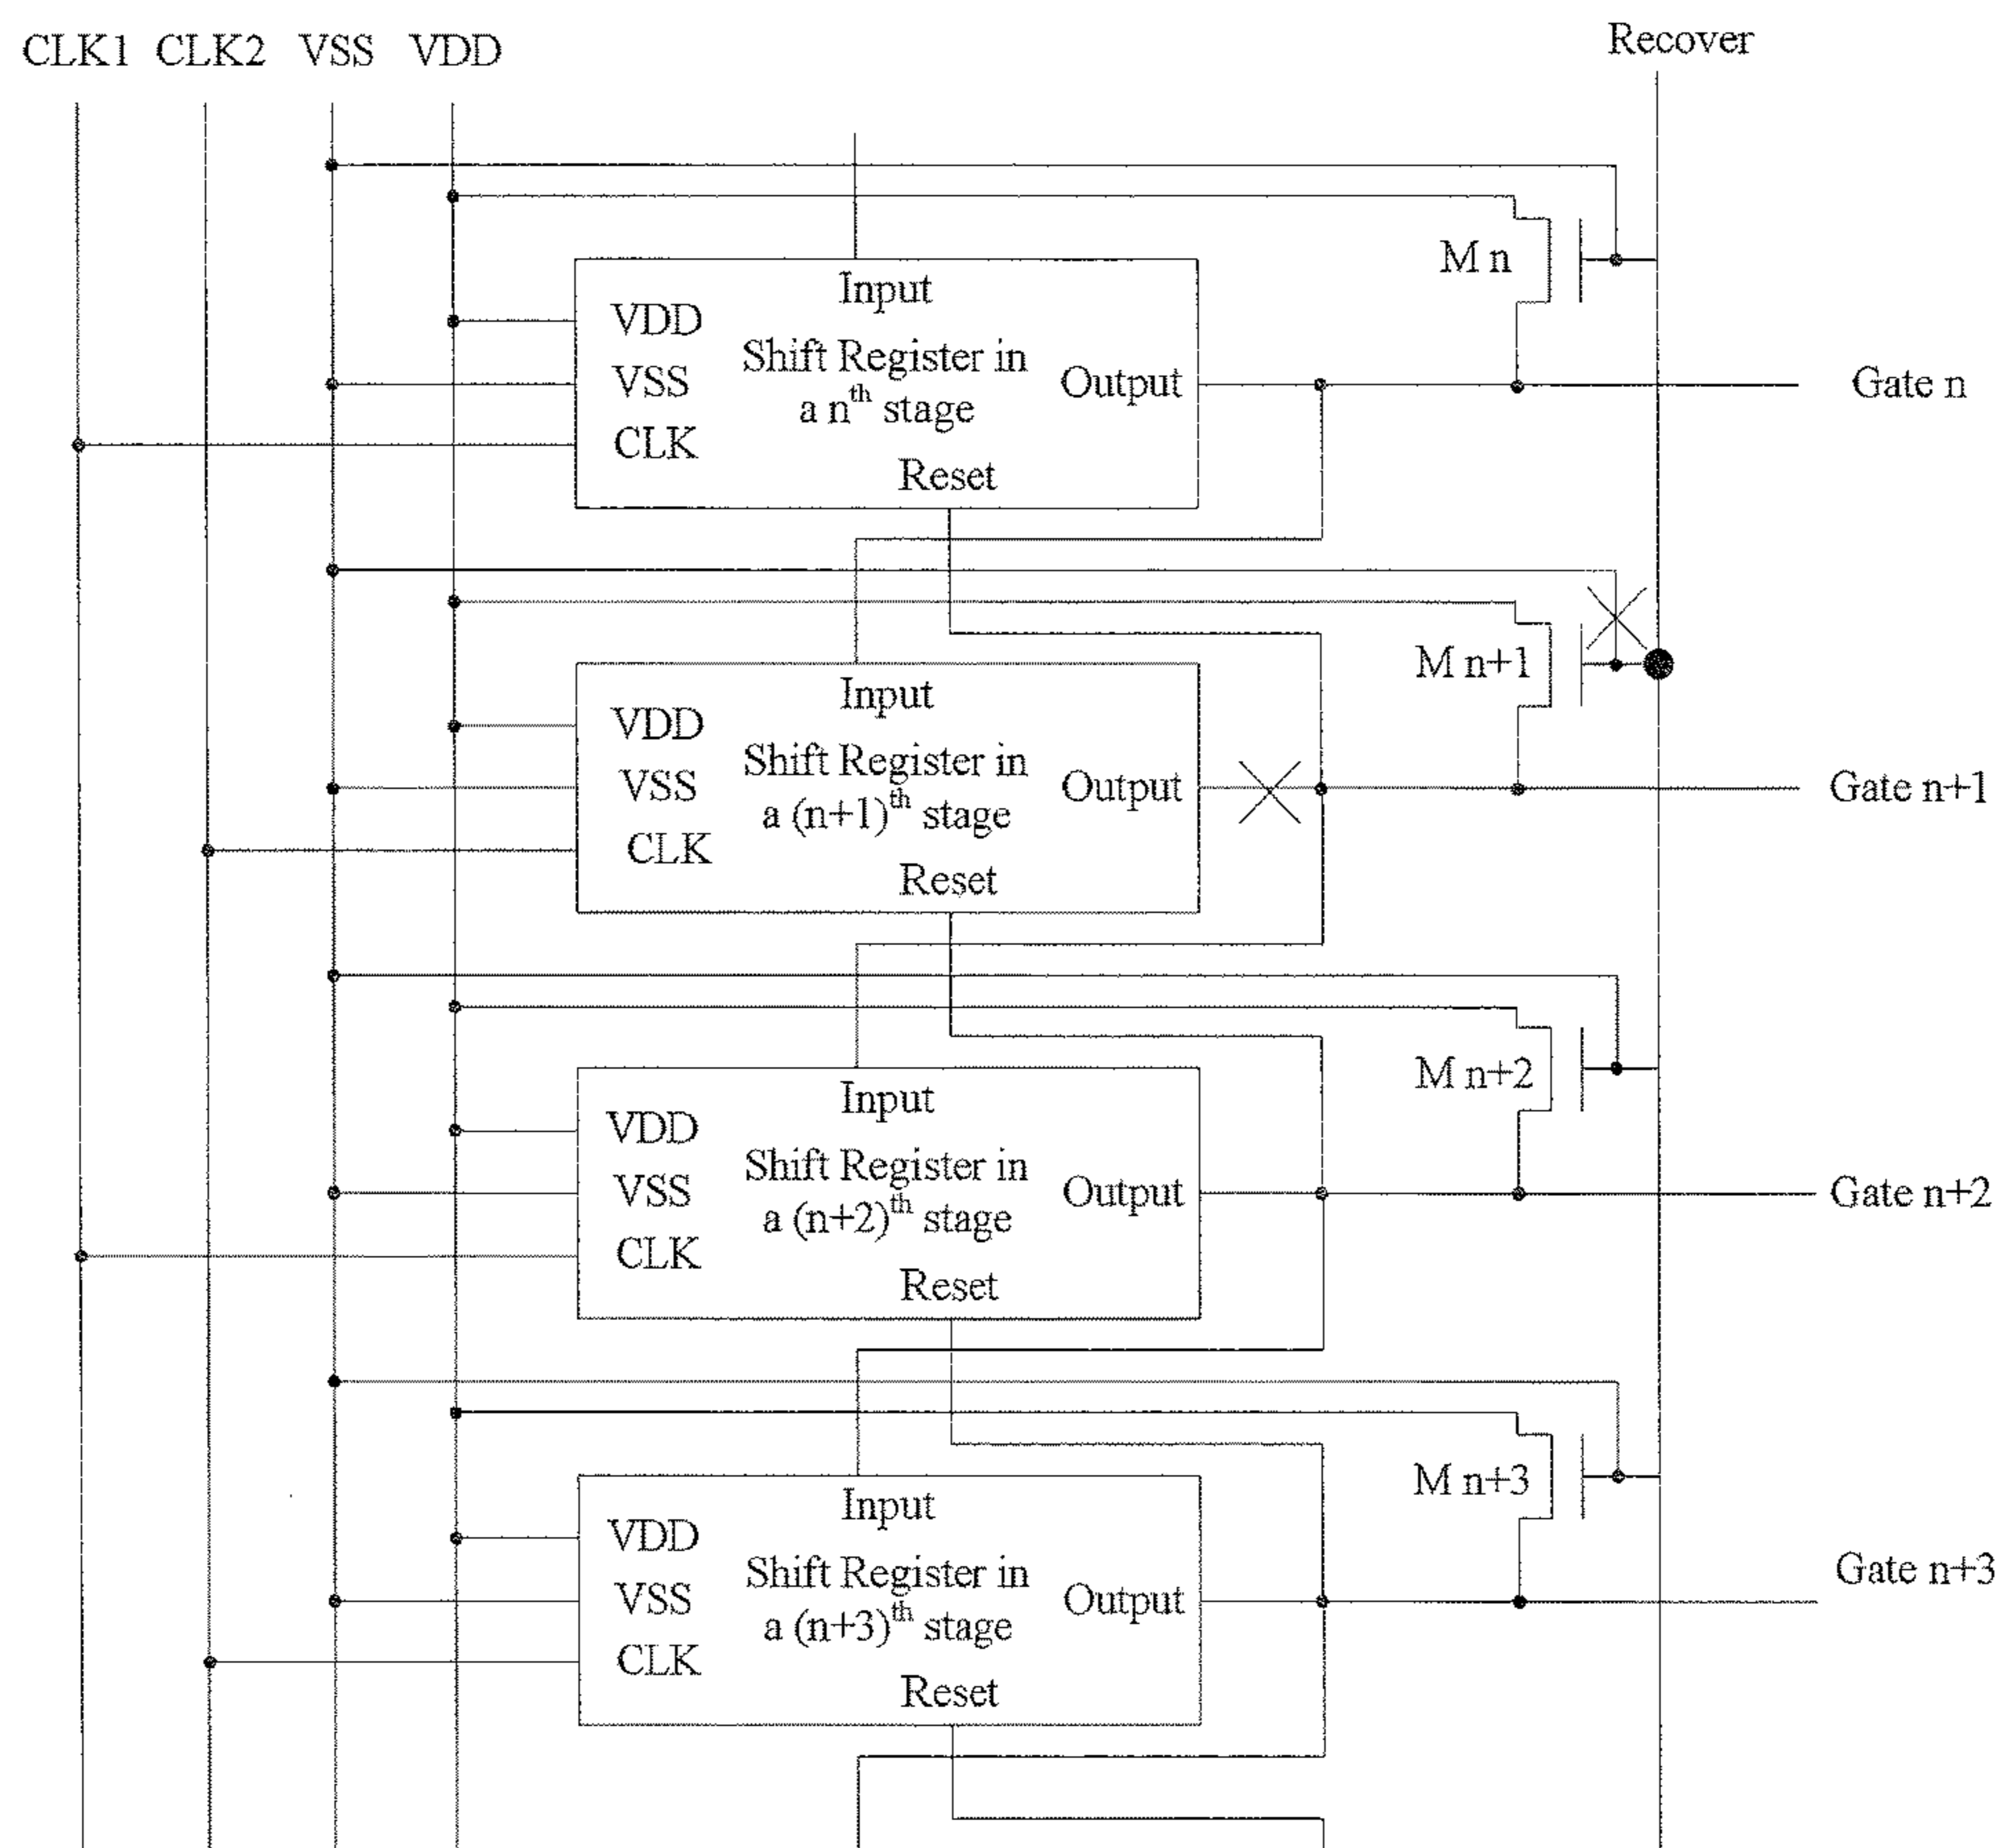 CLK1 CLK2 VSS VDD Recover
M n
Input
VDD
Shift Register in
a nth stage
VSS
Output
Gate n
CLK
Reset
M n+1
Input
VDD
Shift Register in
a (n+1)th stage
VSS
Output
Gate n+1
CLK
Reset
M n+2
Input
VDD
Shift Register in
a (n+2)th stage
VSS
Output
Gate n+2
CLK
Reset
M n+3
Input
VDD
Shift Register in
a (n+3)th stage
VSS
Output
Gate n+3
CLK
Reset